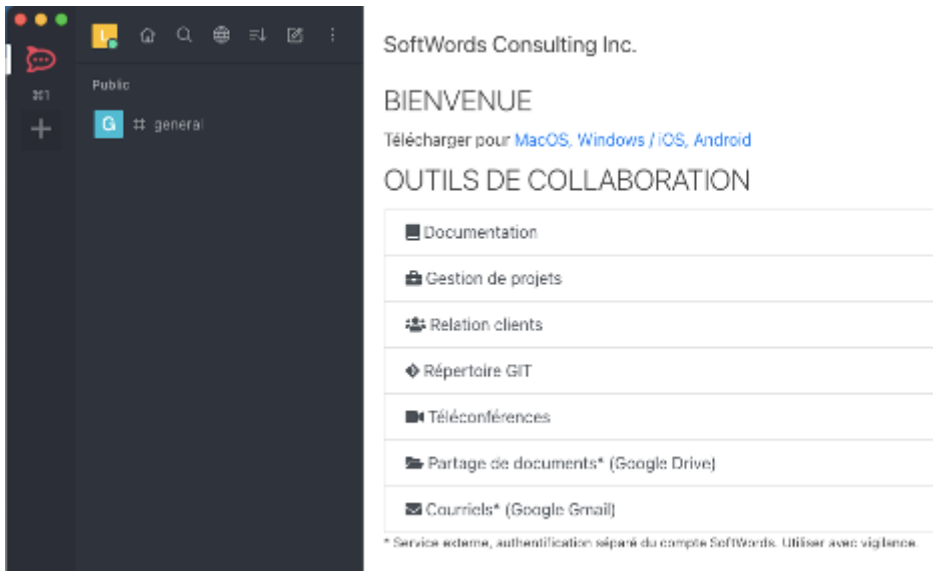 L
⌘1
Public
G # general
SoftWords Consulting Inc.
BIENVENUE
Télécharger pour MacOS, Windows / iOS, Android
OUTILS DE COLLABORATION
Documentation
Gestion de projets
Relation clients
Répertoire GIT
Téléconférences
Partage de documents* (Google Drive)
Courriels* (Google Gmail)
* Service externe, authentification séparé du compte SoftWords. Utiliser avec vigilance.